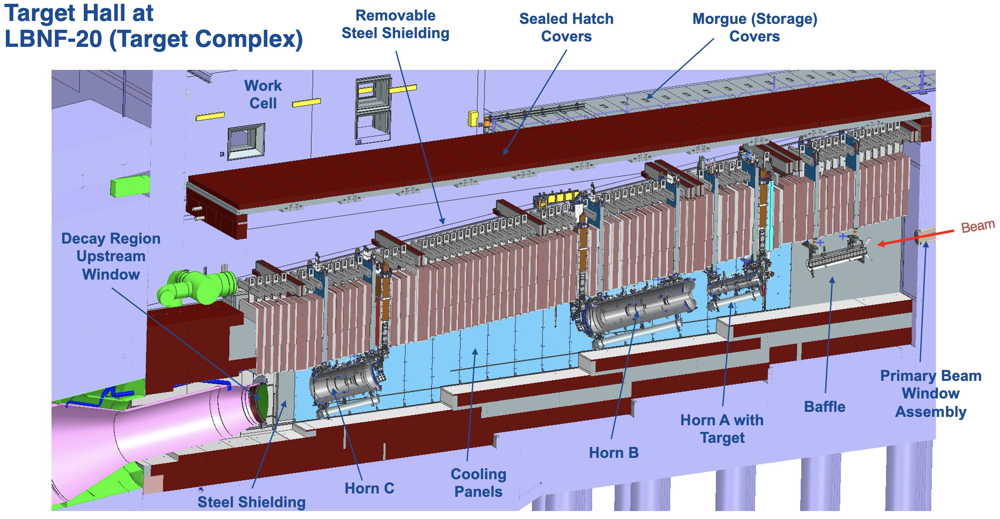 Target Hall at
LBNF-20 (Target Complex)
Removable
Steel Shielding
Sealed Hatch
Covers
Morgue (Storage)
Covers
Work
Cell
Decay Region
Upstream
Window
Beam
Primary Beam
Window
Assembly
Baffle
Horn A with
Target
Horn B
Cooling
Panels
Horn C
Steel Shielding